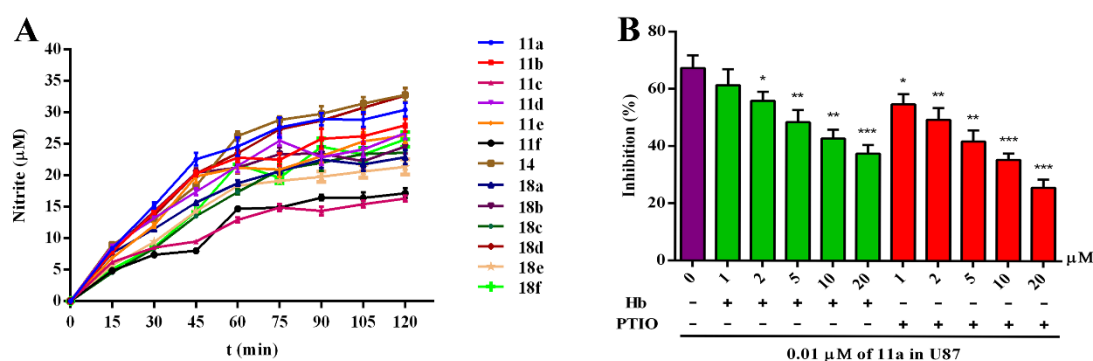 A
Nitrite (μM)
40
35
30
25
20
15
10
5
0
0 15 30 45 60 75 90 105 120
t (min)
11a
11b
11c
11d
11e
11f
14
18a
18b
18c
18d
18e
18f
B
Inhibition (%)
80
60
40
20
0
* ** ** *** * ** ** *** ***
0 1 2 5 10 20 1 2 5 10 20 μM
Hb - + + + + + - - - - -
PTIO - - - - - - + + + + +
0.01 μM of 11a in U87